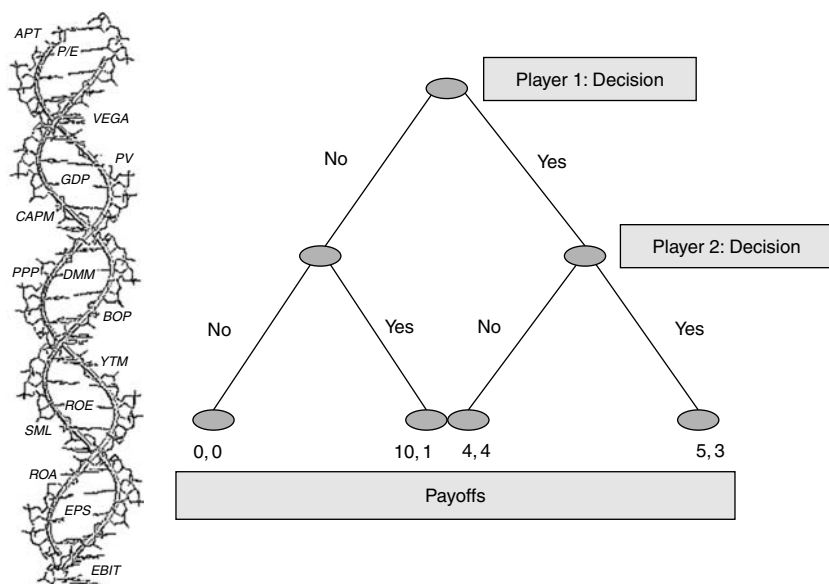 APT
P/E
VEGA
PV
GDP
CAPM
PPP
DMM
BOP
YTM
ROE
SML
ROA
EPS
EBIT
Player 1: Decision
No
Yes
Player 2: Decision
No
Yes
No
Yes
0,0
10,1
4,4
5,3
Payoffs